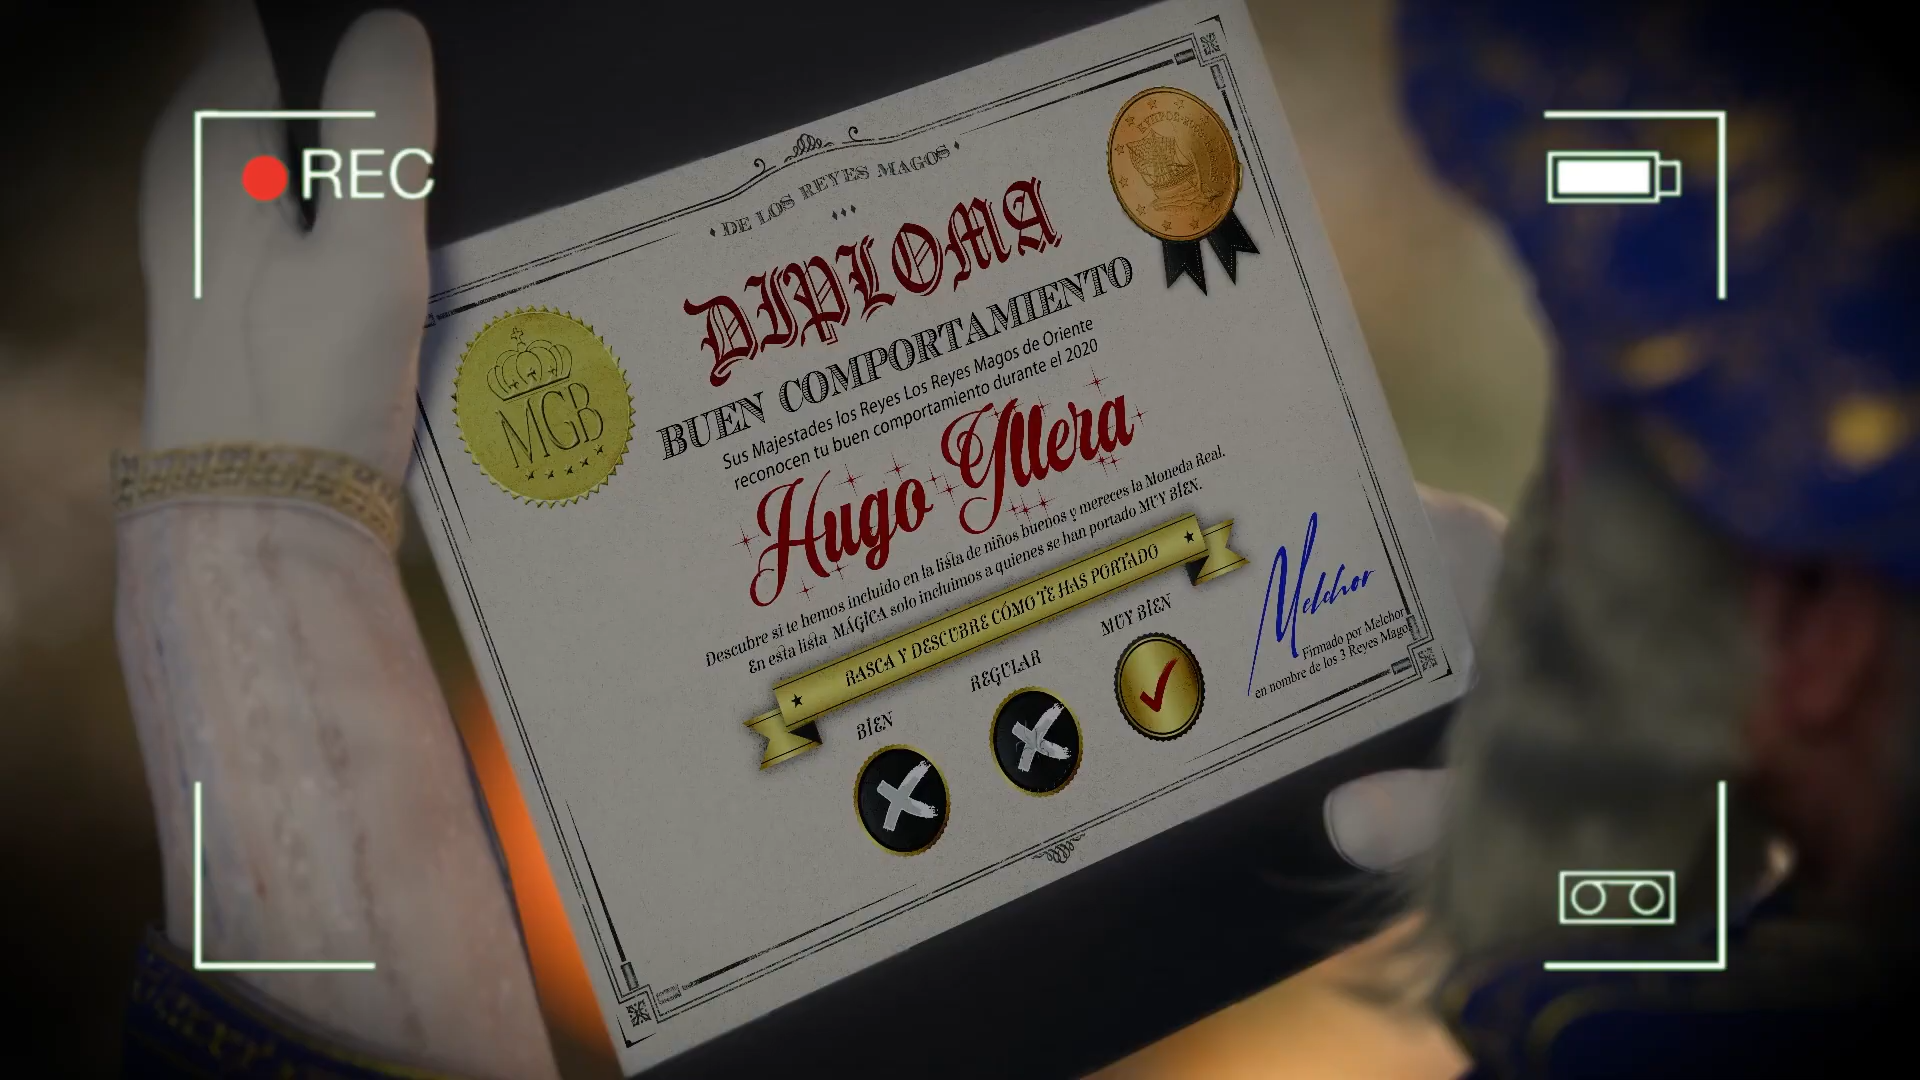 REC
DE LOS REYES MAGOS
DIPLOMA
BUEN COMPORTAMIENTO
Sus Majestades los Reyes Los Reyes Magos de Oriente
reconocen tu buen comportamiento durante el 2020
Hugo Yllera
Descubre si te hemos incluido en la lista de niños buenos y mereces la Moneda Real.
En esta lista MÁGICA solo incluimos a quienes se han portado MUY BIEN.
RASCA Y DESCUBRE CÓMO TE HAS PORTADO
BIEN
REGULAR
MUY BIEN
MGB
Melchor
Firmado por Melchor
en nombre de los 3 Reyes Magos